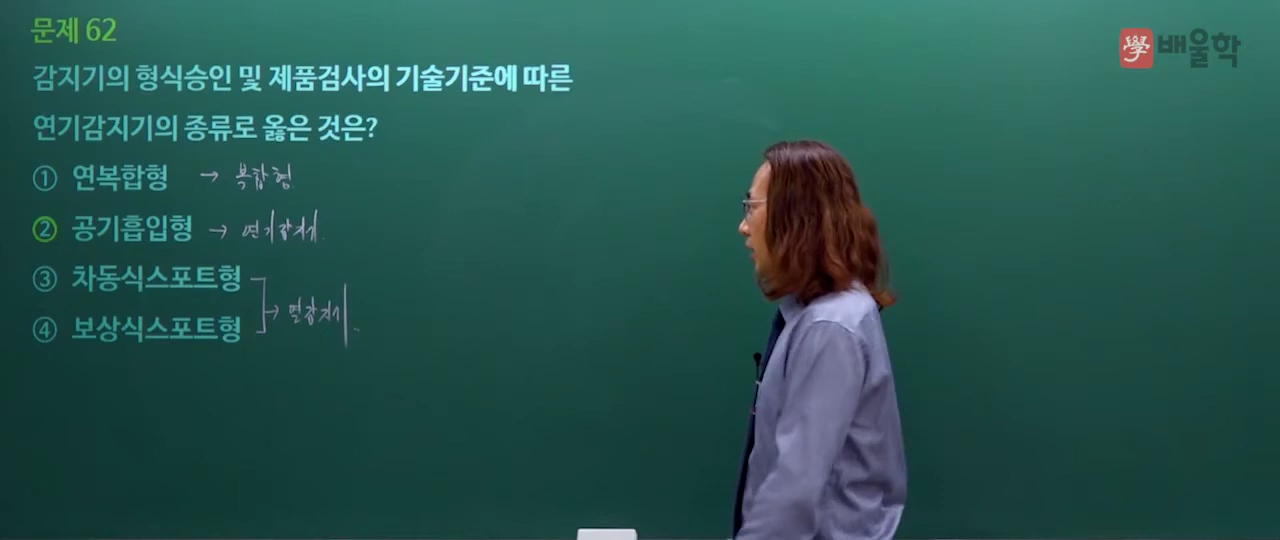 문제 62
學 배울학
감지기의 형식승인 및 제품검사의 기술기준에 따른
연기감지기의 종류로 옳은 것은?
① 연복합형 → 복합형
② 공기흡입형 → 연기감지기
③ 차동식스포트형
④ 보상식스포트형 → 열감지기